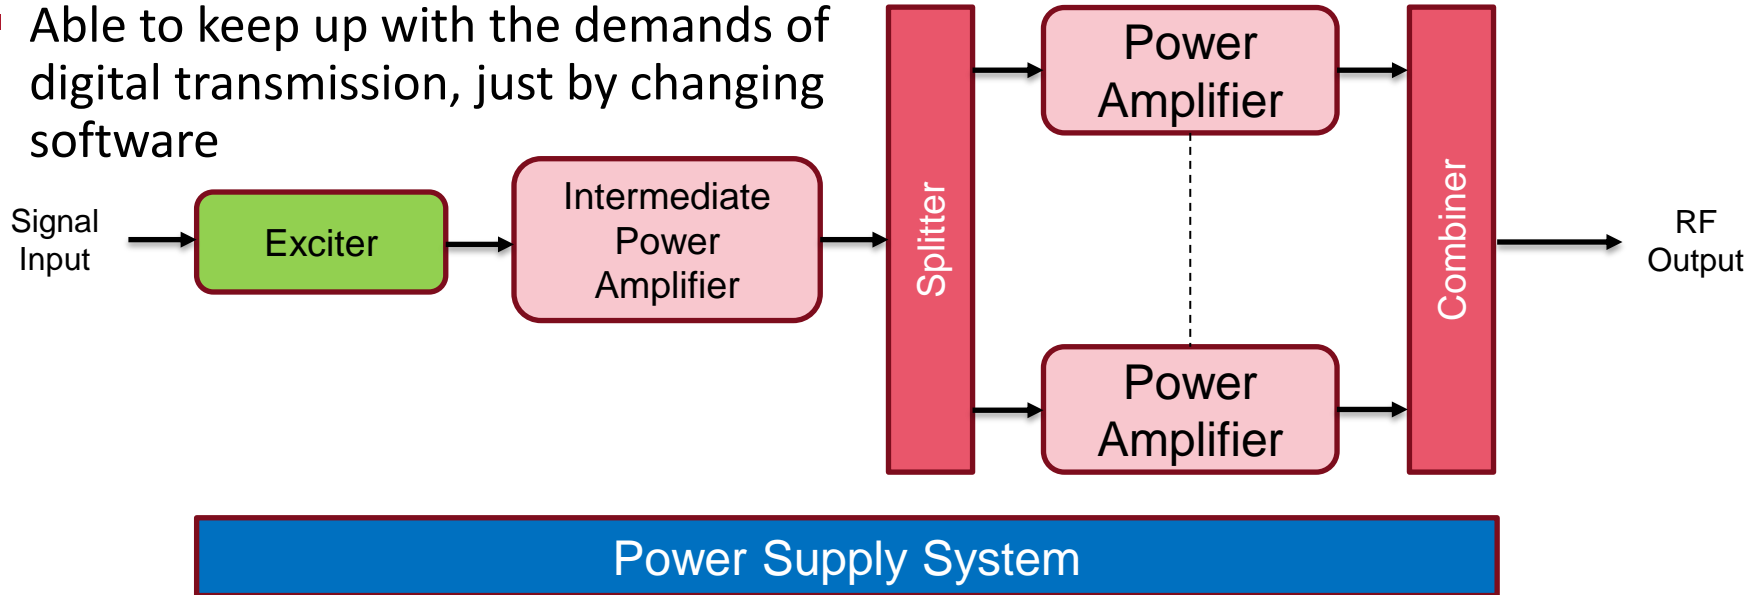 Able to keep up with the demands of
digital transmission, just by changing
software
Signal
Input
Exciter
Intermediate
Power
Amplifier
Splitter
Power
Amplifier
Power
Amplifier
Combiner
RF
Output
Power Supply System